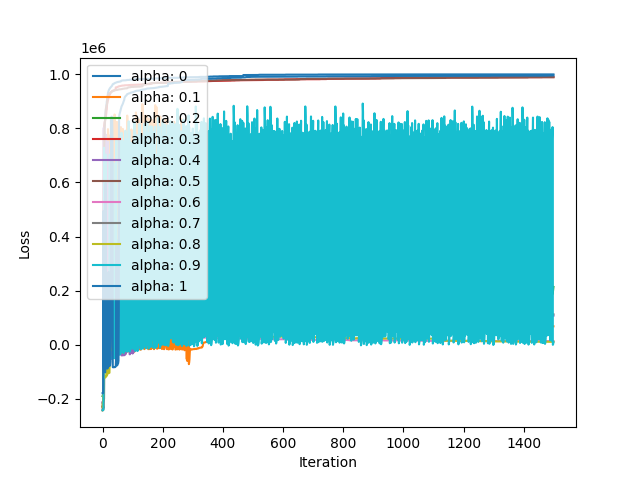 1e6
1.0
0.8
0.6
0.4
0.2
0.0
−0.2
Loss
alpha: 0
alpha: 0.1
alpha: 0.2
alpha: 0.3
alpha: 0.4
alpha: 0.5
alpha: 0.6
alpha: 0.7
alpha: 0.8
alpha: 0.9
alpha: 1
0 200 400 600 800 1000 1200 1400
Iteration